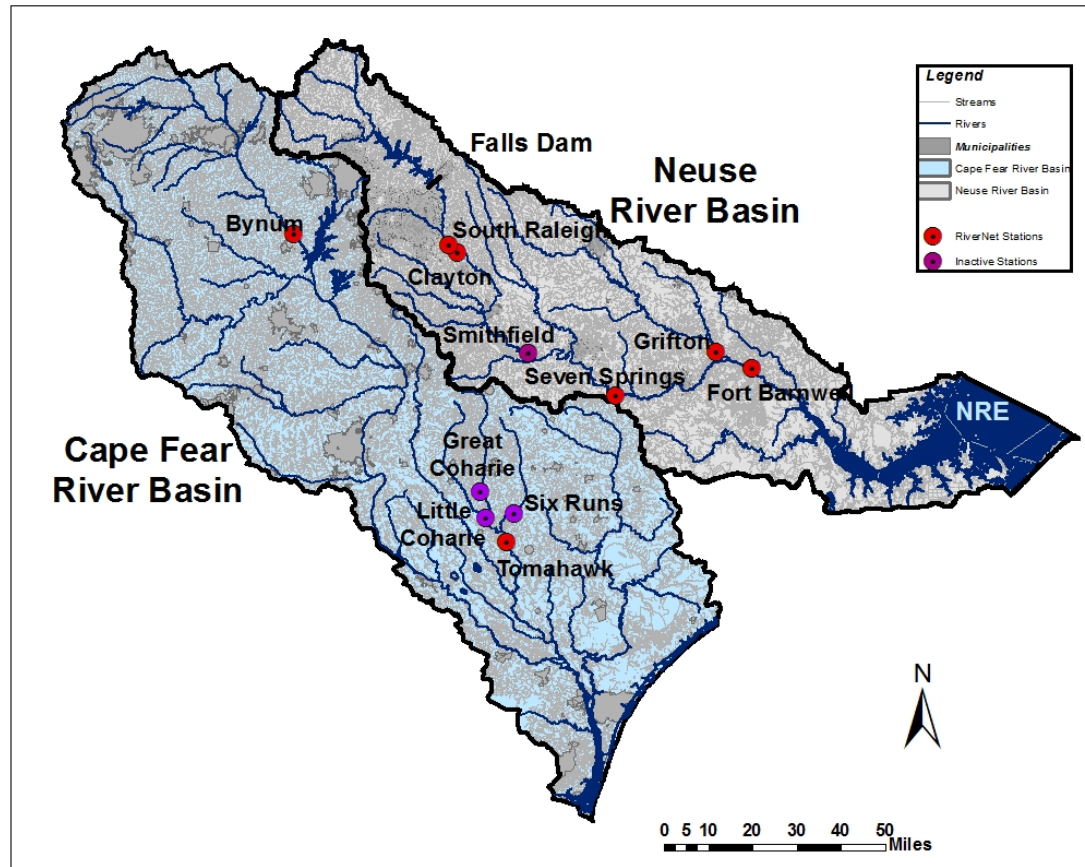 Legend
Streams
Rivers
Municipalities
Cape Fear River Basin
Neuse River Basin
RiverNet Stations
Inactive Stations
Falls Dam
Neuse
River Basin
Bynum
South Raleigh
Clayton
Smithfield
Grifton
Seven Springs
Fort Barnwell
NRE
Cape Fear
River Basin
Great
Coharie
Little
Coharie
Six Runs
Tomahawk
N
0 5 10 20 30 40 50
Miles